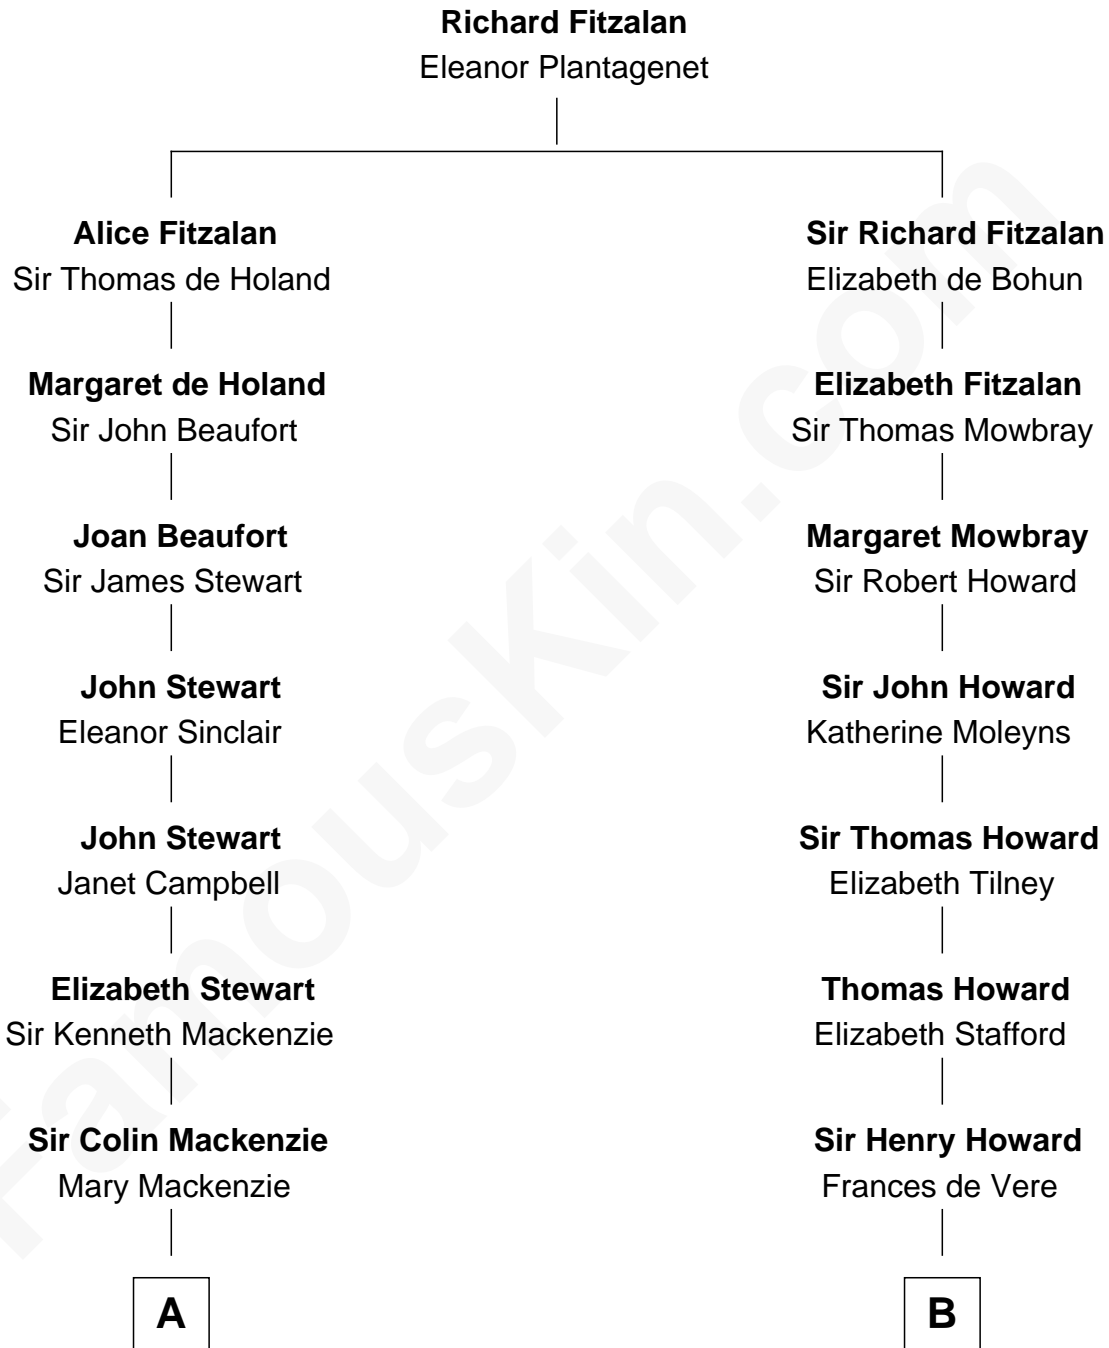 Richard Fitzalan
Eleanor Plantagenet
Alice Fitzalan
Sir Thomas de Holand
Margaret de Holand
Sir John Beaufort
Joan Beaufort
Sir James Stewart
John Stewart
Eleanor Sinclair
John Stewart
Janet Campbell
Elizabeth Stewart
Sir Kenneth Mackenzie
Sir Colin Mackenzie
Mary Mackenzie
A
Sir Richard Fitzalan
Elizabeth de Bohun
Elizabeth Fitzalan
Sir Thomas Mowbray
Margaret Mowbray
Sir Robert Howard
Sir John Howard
Katherine Moleyns
Sir Thomas Howard
Elizabeth Tilney
Thomas Howard
Elizabeth Stafford
Sir Henry Howard
Frances de Vere
B
FamousKin.com